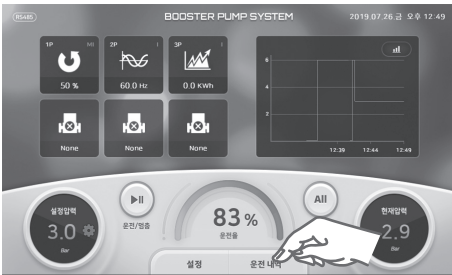 RS485
BOOSTER PUMP SYSTEM
2019.07.26 금 오후 12:49
1P
MI
50 %
2P
I
60.0 Hz
3P
I
0.0 KWh
None
None
None
6
4
2
12:39
12:44
12:49
설정압력
3.0
Bar
운전/멈춤
83 %
운전율
All
현재압력
2.9
Bar
설정
운전 내역